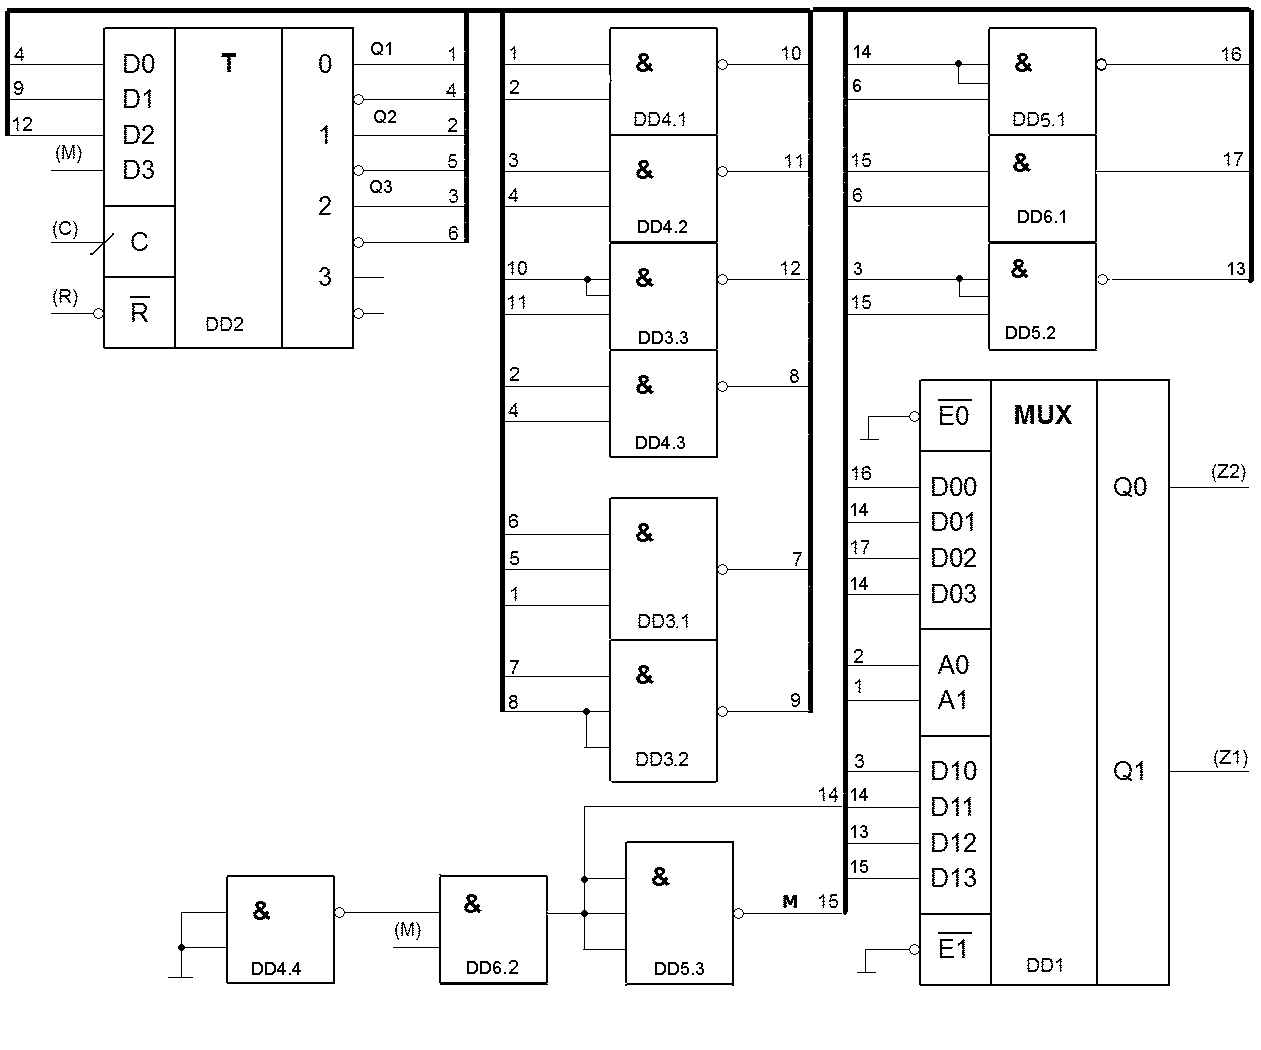 4 D0 T 0 Q1 1
9 D1 4
12 D2 1 Q2 2
(M) D3 5
2 Q3 3
(C) C 6
3
(R) R DD2
1 & 10
2 DD4.1
3 & 11
4 DD4.2
10 & 12
11 DD3.3
2 & 8
4 DD4.3
6 &
5 7
1 DD3.1
7 &
8 9
DD3.2
14 & 16
6 DD5.1
15 & 17
6 DD6.1
3 & 13
15 DD5.2
E0 MUX
16 D00 Q0 (Z2)
14 D01
17 D02
14 D03
2 A0
1 A1
3 D10 Q1 (Z1)
14 D11
13 D12
15 D13
E1 DD1
14
& & & M 15
(M)
DD4.4 DD6.2 DD5.3